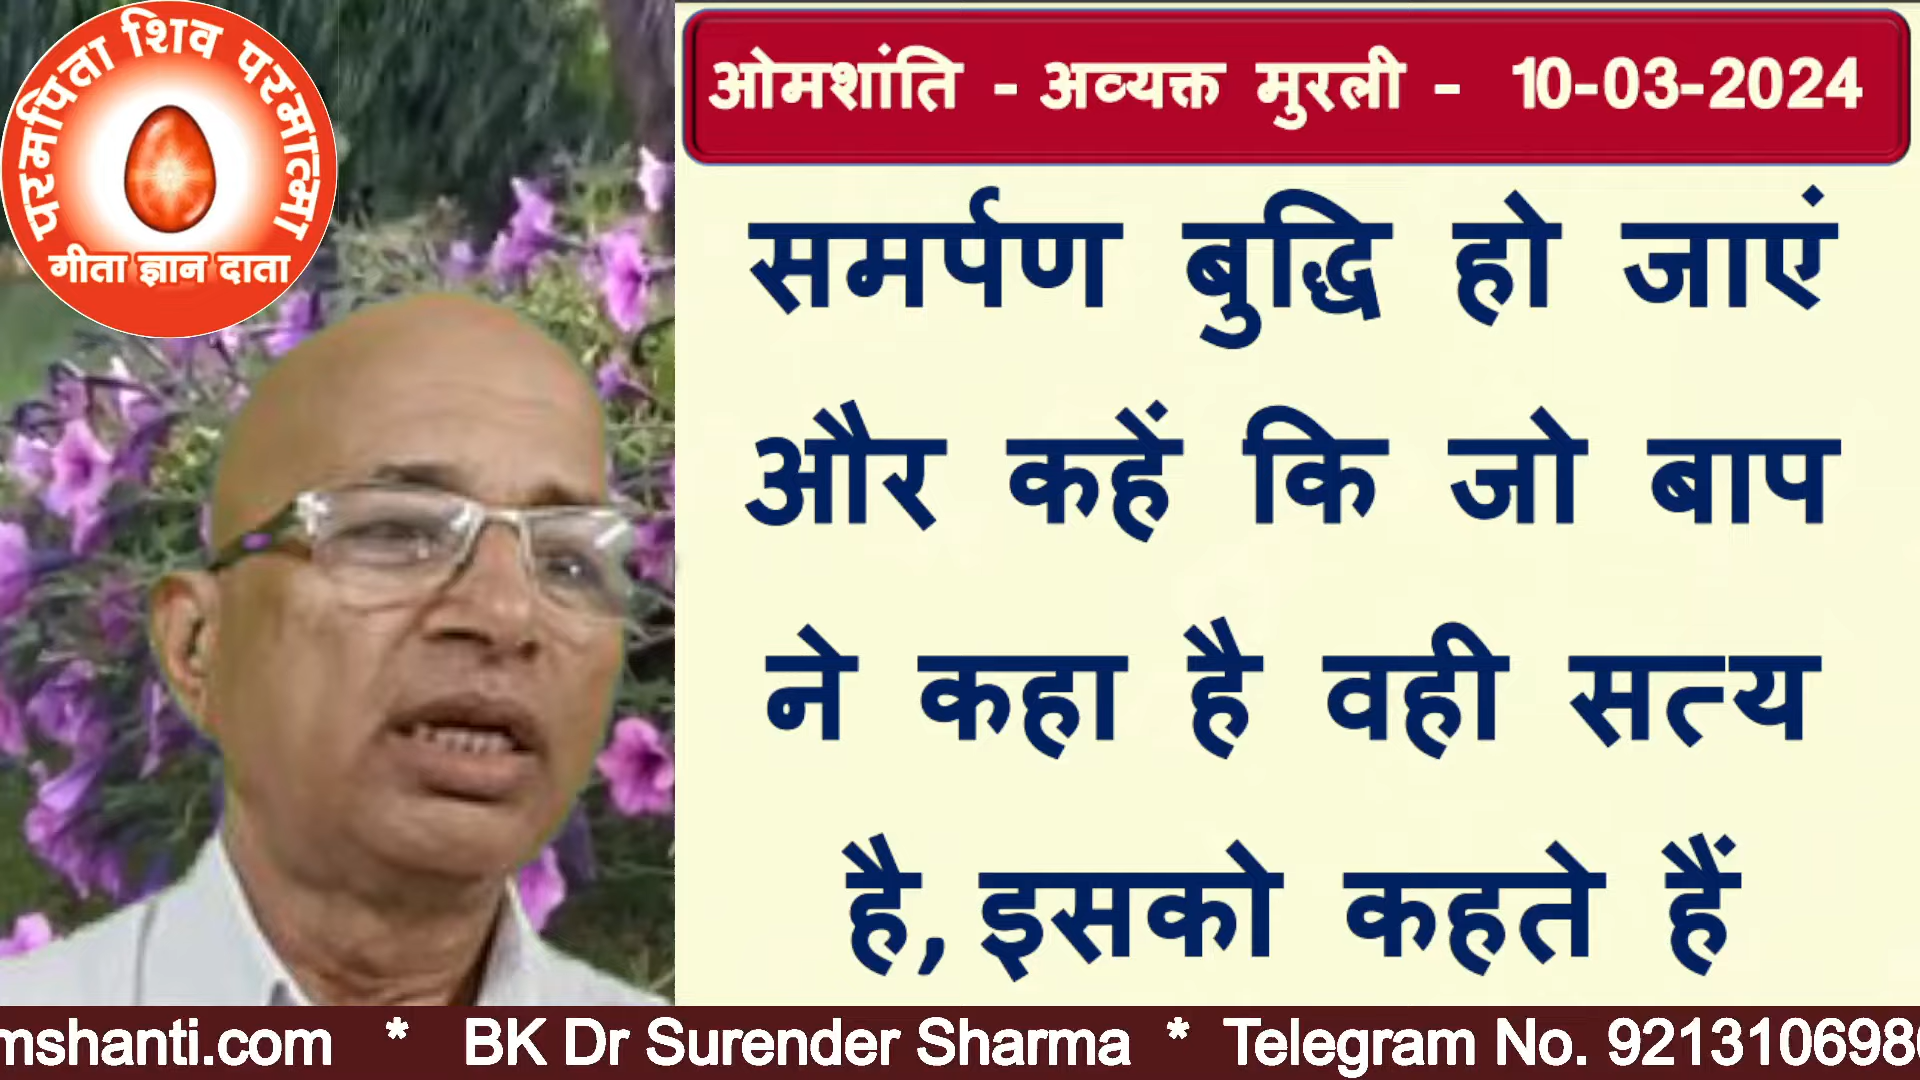 परमपिता शिव परमात्मा
गीता ज्ञान दाता
ओमशांति - अव्यक्त मुरली - 10-03-2024
समर्पण बुद्धि हो जाएं
और कहें कि जो बाप
ने कहा है वही सत्य
है, इसको कहते हैं
mshanti.com * BK Dr Surender Sharma * Telegram No.